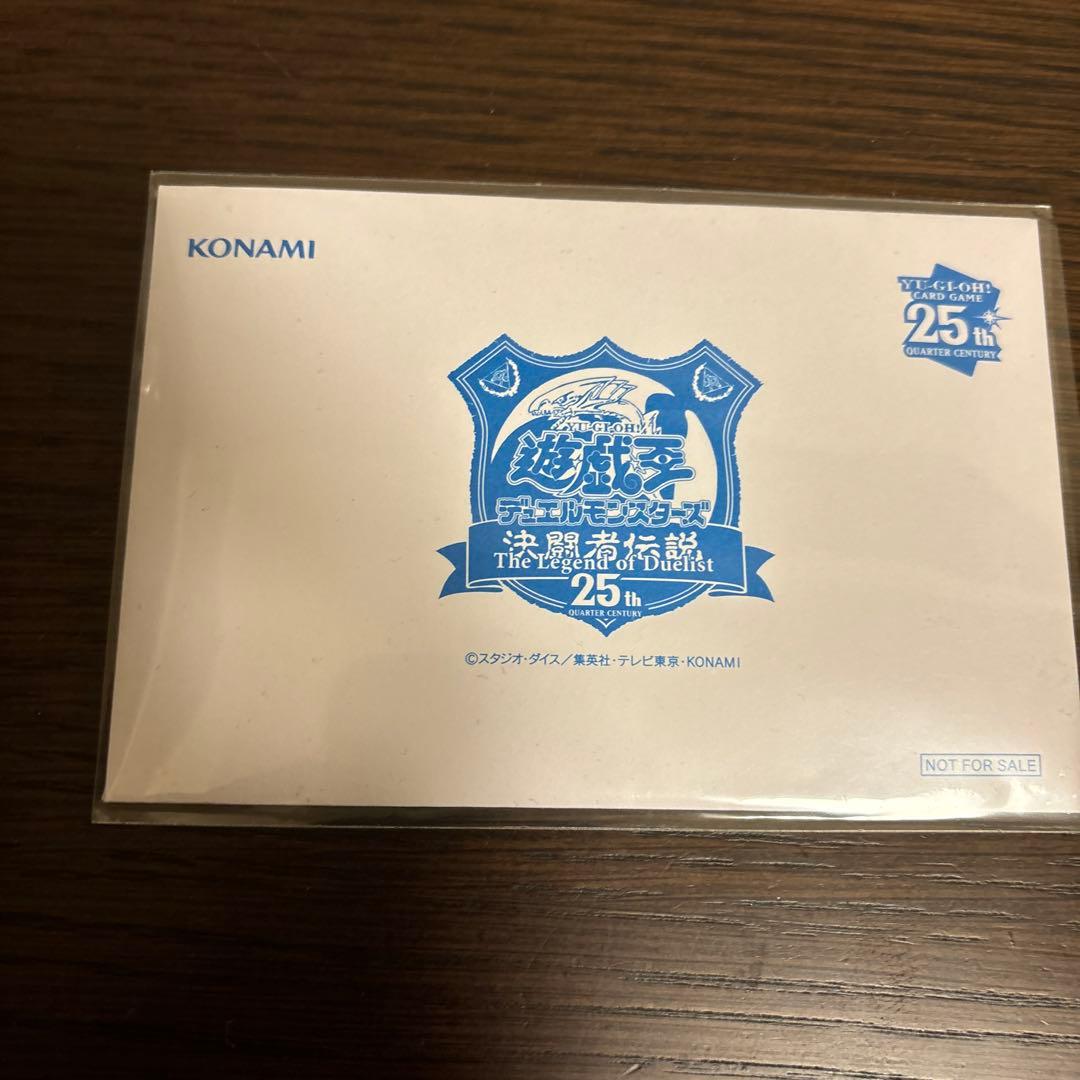 KONAMI
YU-GI-OH!
CARD GAME
25th
QUARTER CENTURY
YU-GI-OH!
遊戯王
デュエルモンスターズ
決闘者伝説
The Legend of Duelist
25th
QUARTER CENTURY
©スタジオ・ダイス/集英社・テレビ東京・KONAMI
NOT FOR SALE